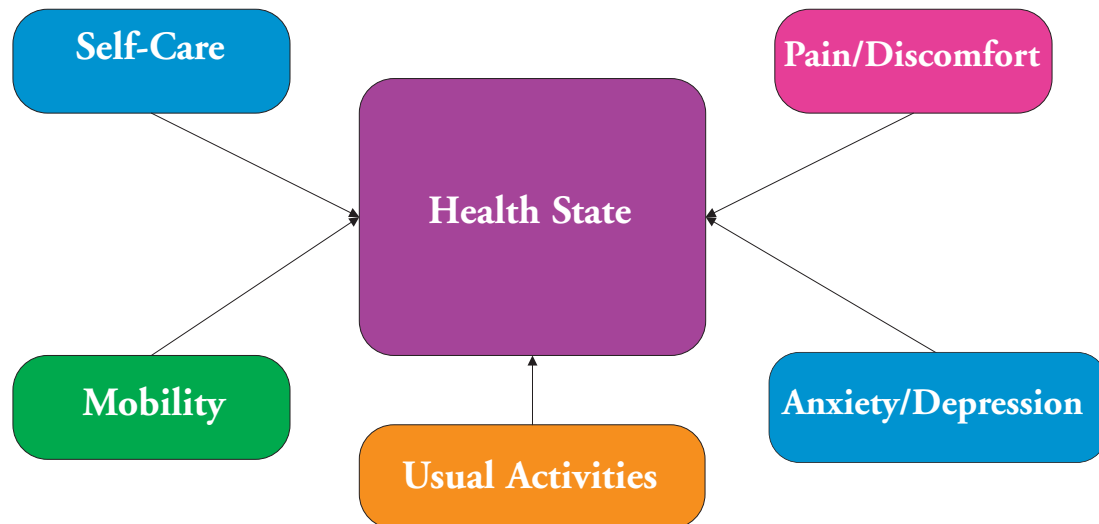 Self-Care
Pain/Discomfort
Health State
Mobility
Anxiety/Depression
Usual Activities